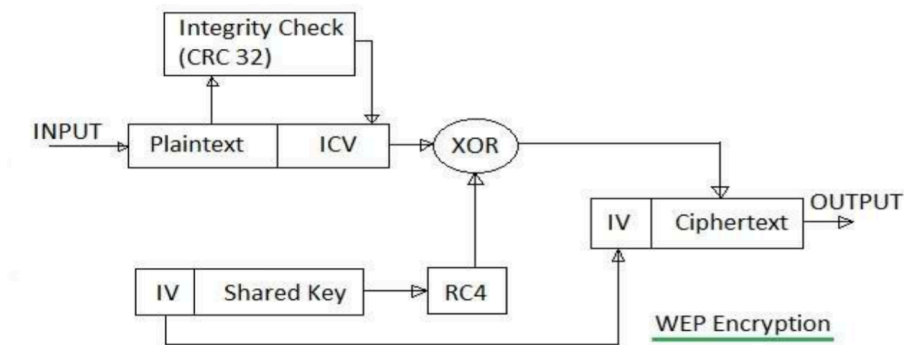 Integrity Check
(CRC 32)
INPUT
Plaintext
ICV
XOR
IV
Ciphertext
OUTPUT
IV
Shared Key
RC4
WEP Encryption